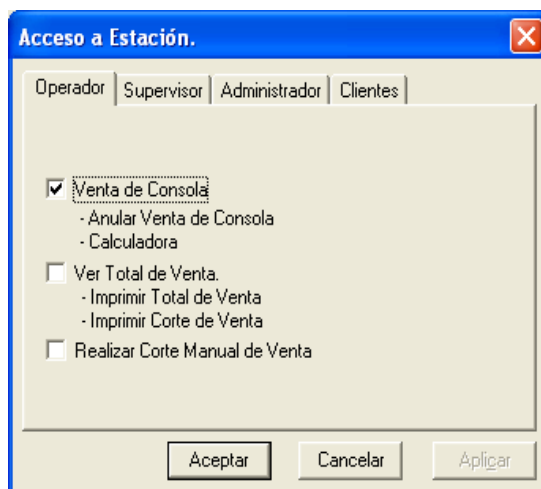 Acceso a Estación.
Operador Supervisor Administrador Clientes
Venta de Consola
- Anular Venta de Consola
- Calculadora
Ver Total de Venta.
- Imprimir Total de Venta
- Imprimir Corte de Venta
Realizar Corte Manual de Venta
Aceptar Cancelar Aplicar